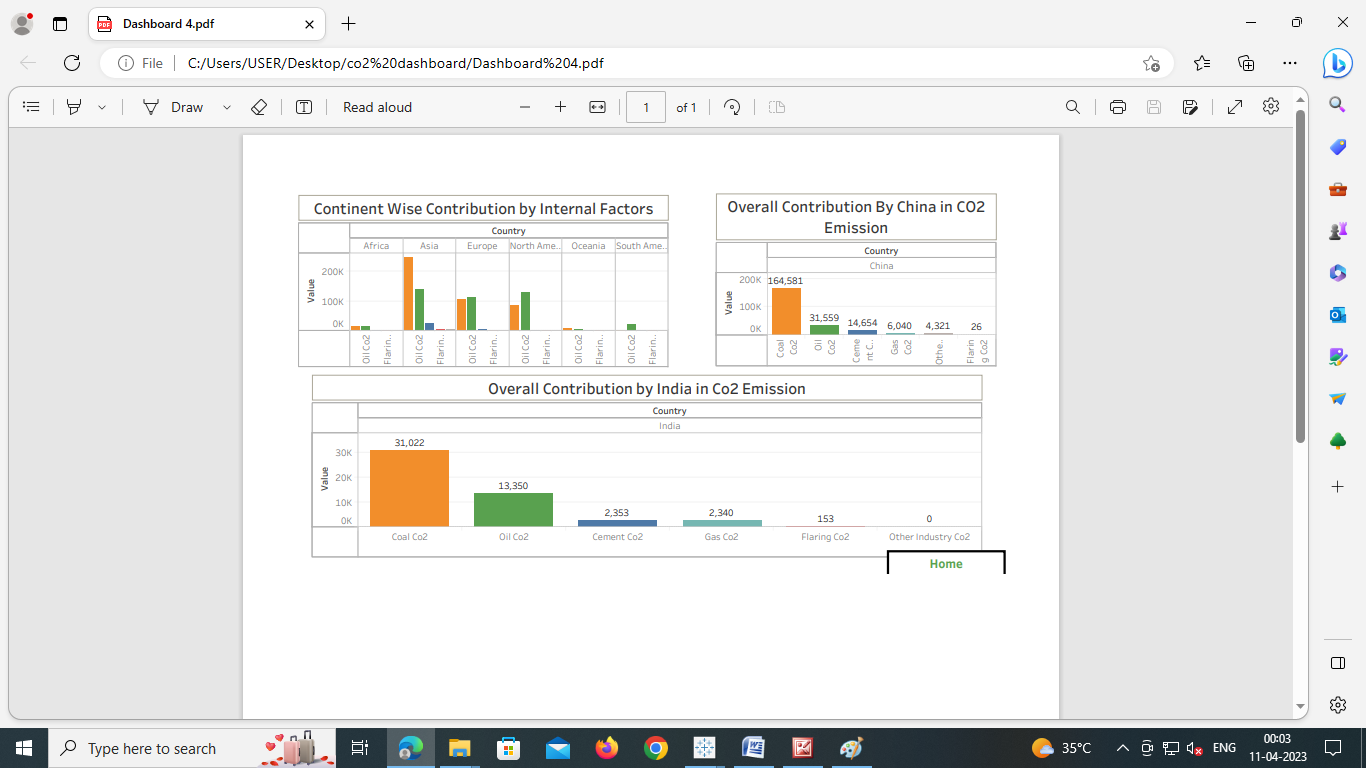 Dashboard 4.pdf
File
C:/Users/USER/Desktop/co2%20dashboard/Dashboard%204.pdf
Draw
Read aloud
1 of 1
Continent Wise Contribution by Internal Factors
Country
Africa Asia Europe North Ame.. Oceania South Ame..
Value
200K
100K
0K
Oil Co2 Flarin.. Oil Co2 Flarin.. Oil Co2 Flarin.. Oil Co2 Flarin.. Oil Co2 Flarin.. Oil Co2 Flarin..
Overall Contribution By China in CO2
Emission
Country
China
Value
200K
100K
0K
164,581 31,559 14,654 6,040 4,321 26
Coal Co2 Oil Co2 Ceme nt C.. Gas Co2 Othe.. Flarin g Co2
Overall Contribution by India in Co2 Emission
Country
India
Value
30K
20K
10K
0K
31,022 13,350 2,353 2,340 153 0
Coal Co2 Oil Co2 Cement Co2 Gas Co2 Flaring Co2 Other Industry Co2
Home
Type here to search
35°C
ENG
00:03
11-04-2023